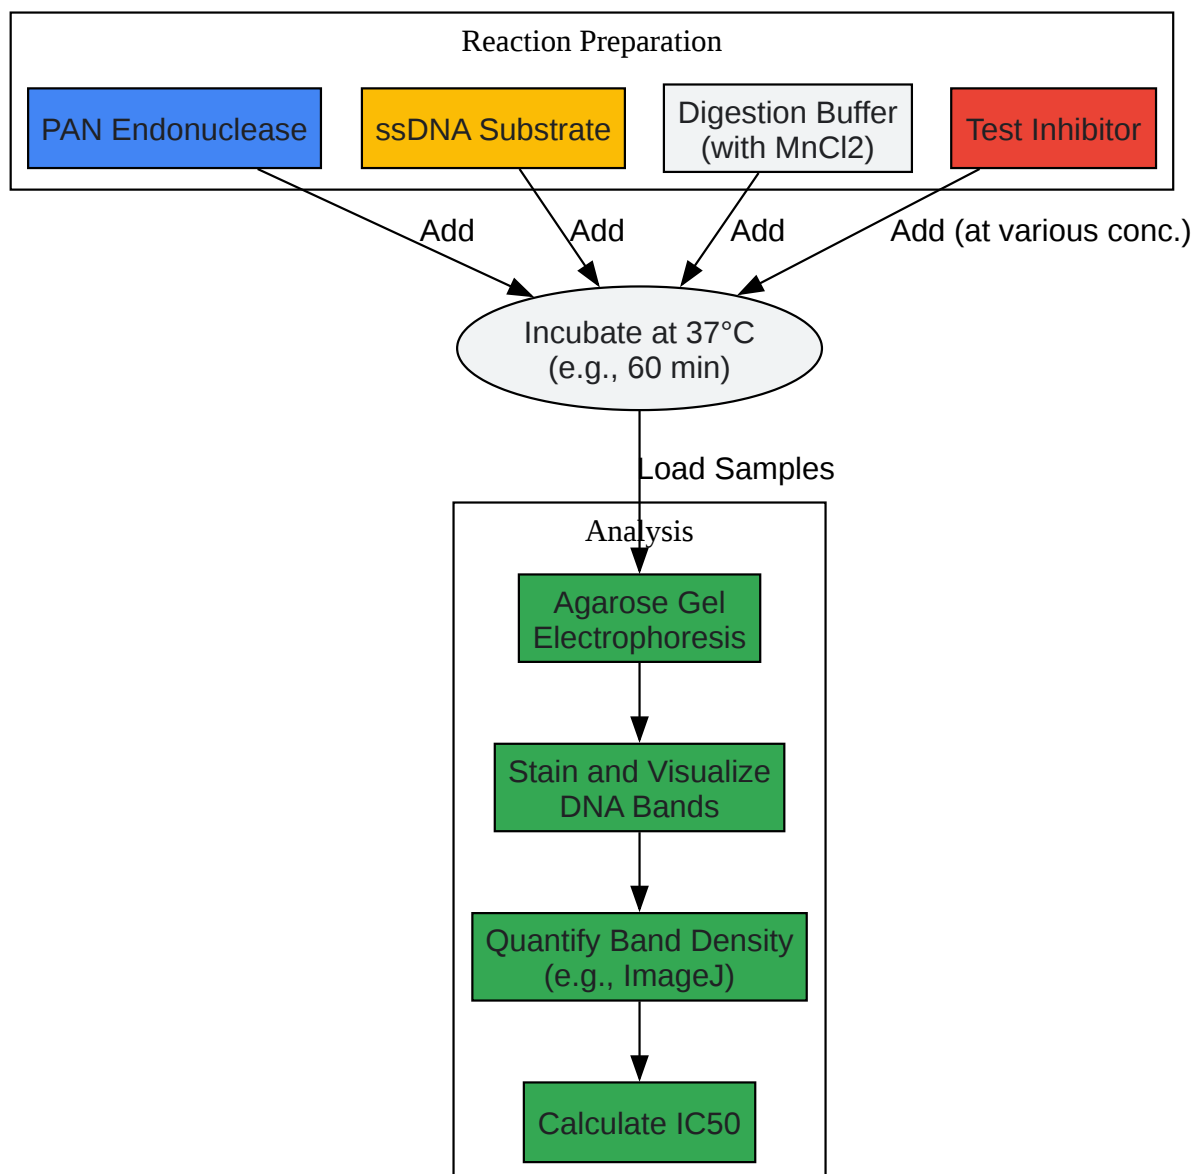 Reaction Preparation
PAN Endonuclease
ssDNA Substrate
Digestion Buffer
(with MnCl2)
Test Inhibitor
Add
Add
Add
Add (at various conc.)
Incubate at 37°C
(e.g., 60 min)
Load Samples
Analysis
Agarose Gel
Electrophoresis
Stain and Visualize
DNA Bands
Quantify Band Density
(e.g., ImageJ)
Calculate IC50